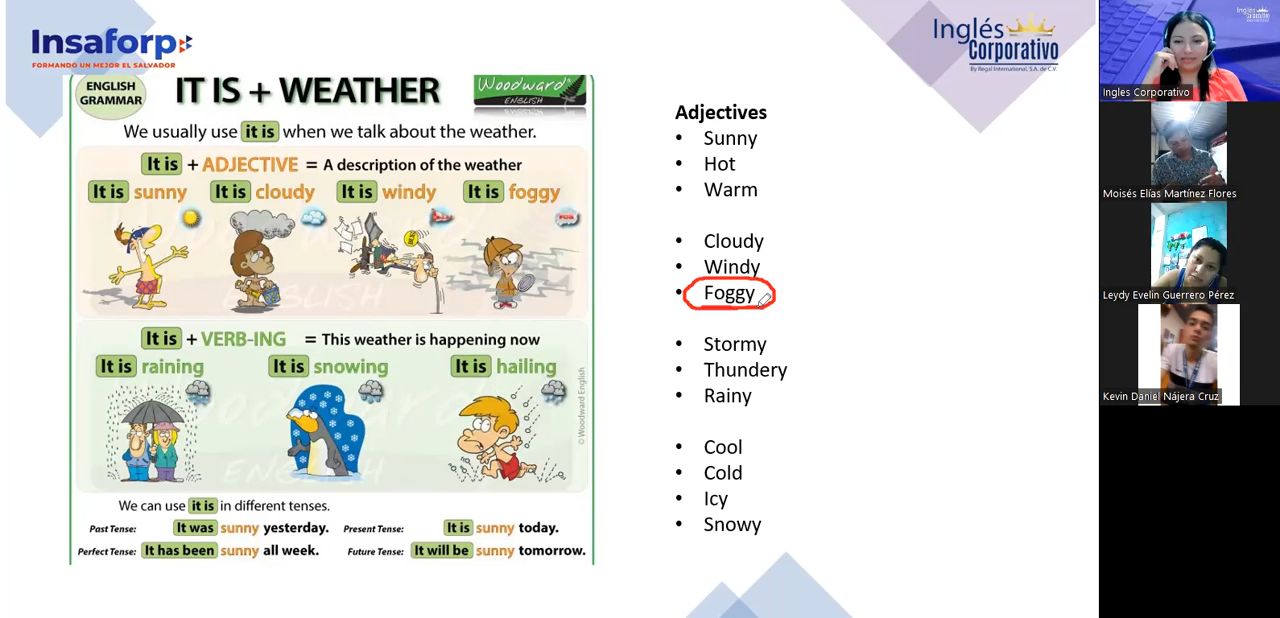 Insaforp
FORMANDO UN MEJOR EL SALVADOR
ENGLISH
GRAMMAR
IT IS + WEATHER
Woodward®
ENGLISH
We usually use it is when we talk about the weather.
It is + ADJECTIVE = A description of the weather
It is sunny It is cloudy It is windy It is foggy
FOG
ENGLISH
It is + VERB-ING = This weather is happening now
It is raining It is snowing It is hailing
ENGLISH
© Woodward English
We can use it is in different tenses.
Past Tense: It was sunny yesterday. Present Tense: It is sunny today.
Perfect Tense: It has been sunny all week. Future Tense: It will be sunny tomorrow.
Inglés
Corporativo
By Regal International, S.A. de C.V.
Adjectives
• Sunny
• Hot
• Warm
• Cloudy
• Windy
• Foggy
• Stormy
• Thundery
• Rainy
• Cool
• Cold
• Icy
• Snowy
Ingles Corporativo
Moisés Elías Martínez Flores
Leydy Evelin Guerrero Pérez
Kevin Daniel Nájera Cruz